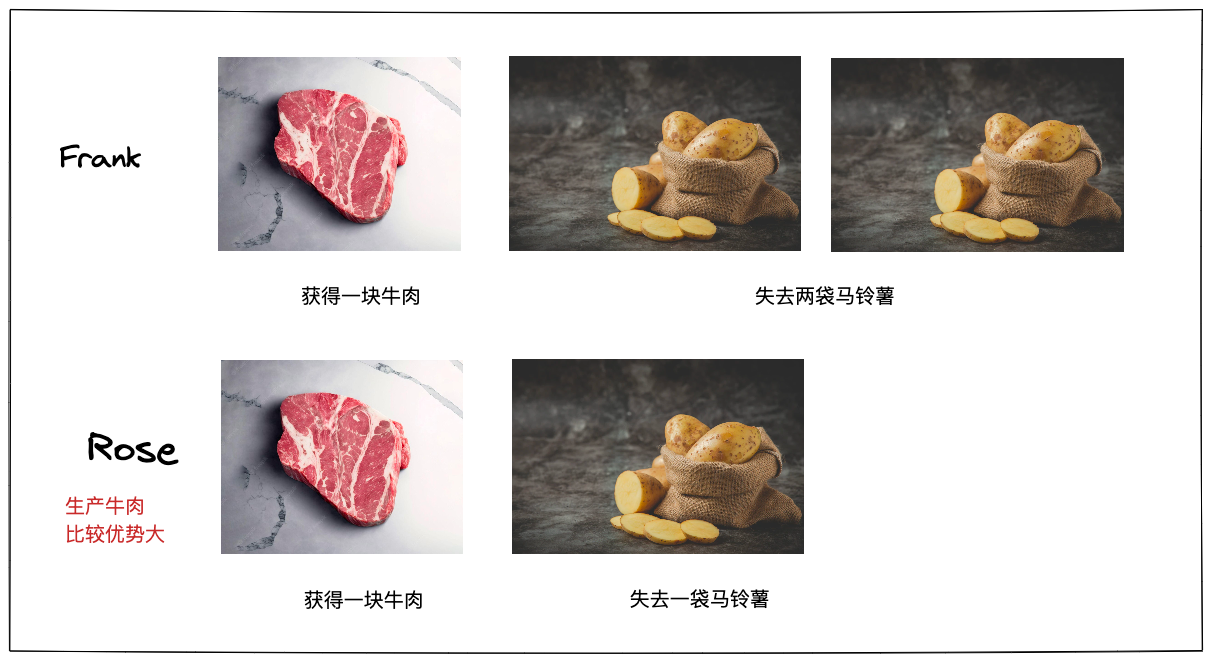 Frank
获得一块牛肉
失去两袋马铃薯
Rose
生产牛肉
比较优势大
获得一块牛肉
失去一袋马铃薯